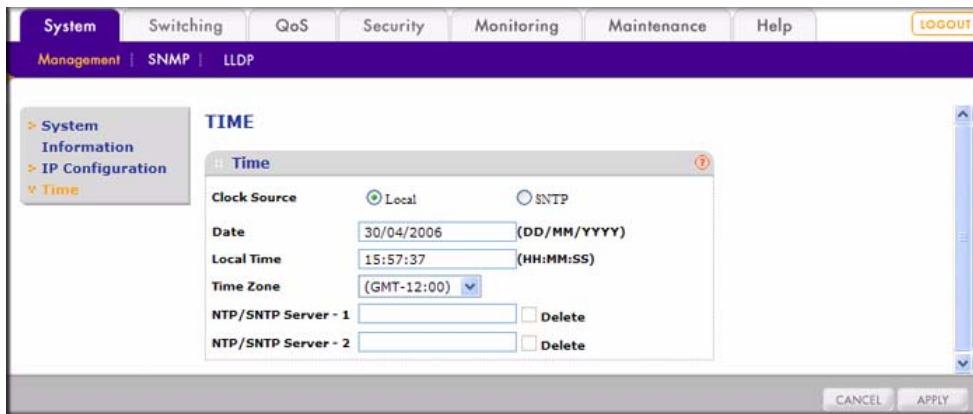 System Switching QoS Security Monitoring Maintenance Help LOGOUT
Management | SNMP | LLDP
System
Information
IP Configuration
Time
TIME
Time ?
Clock Source Local SNTP
Date 30/04/2006 (DD/MM/YYYY)
Local Time 15:57:37 (HH:MM:SS)
Time Zone (GMT-12:00)
NTP/SNTP Server - 1 Delete
NTP/SNTP Server - 2 Delete
CANCEL APPLY